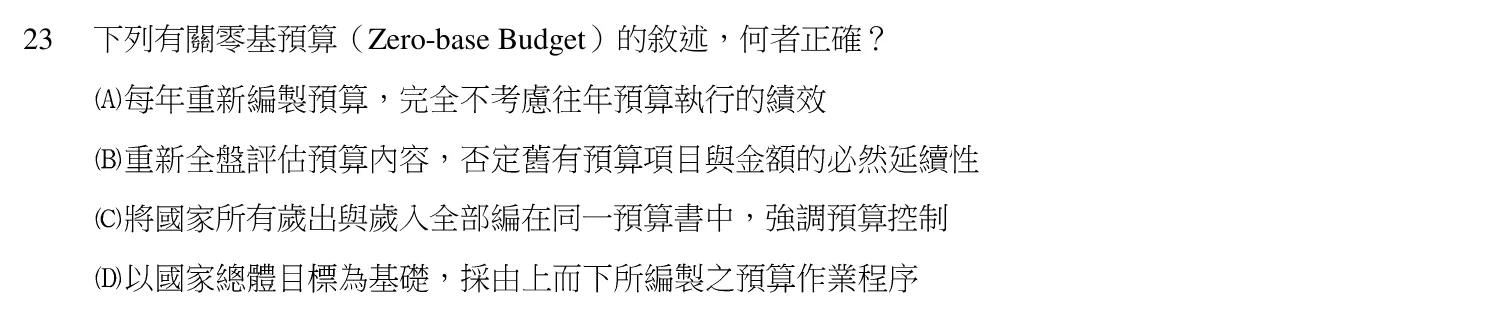 23 下列有關零基預算（Zero-base Budget）的敘述，何者正確？
⑷每年重新編製預算，完全不考慮往年預算執行的績效
⑻重新全盤評估預算內容，否定舊有預算項目與金額的必然延續性
⑹將國家所有歲出與歲入全部編在同一預算書中，強調預算控制
⑺以國家總體目標為基礎，採由上而下所編製之預算作業程序